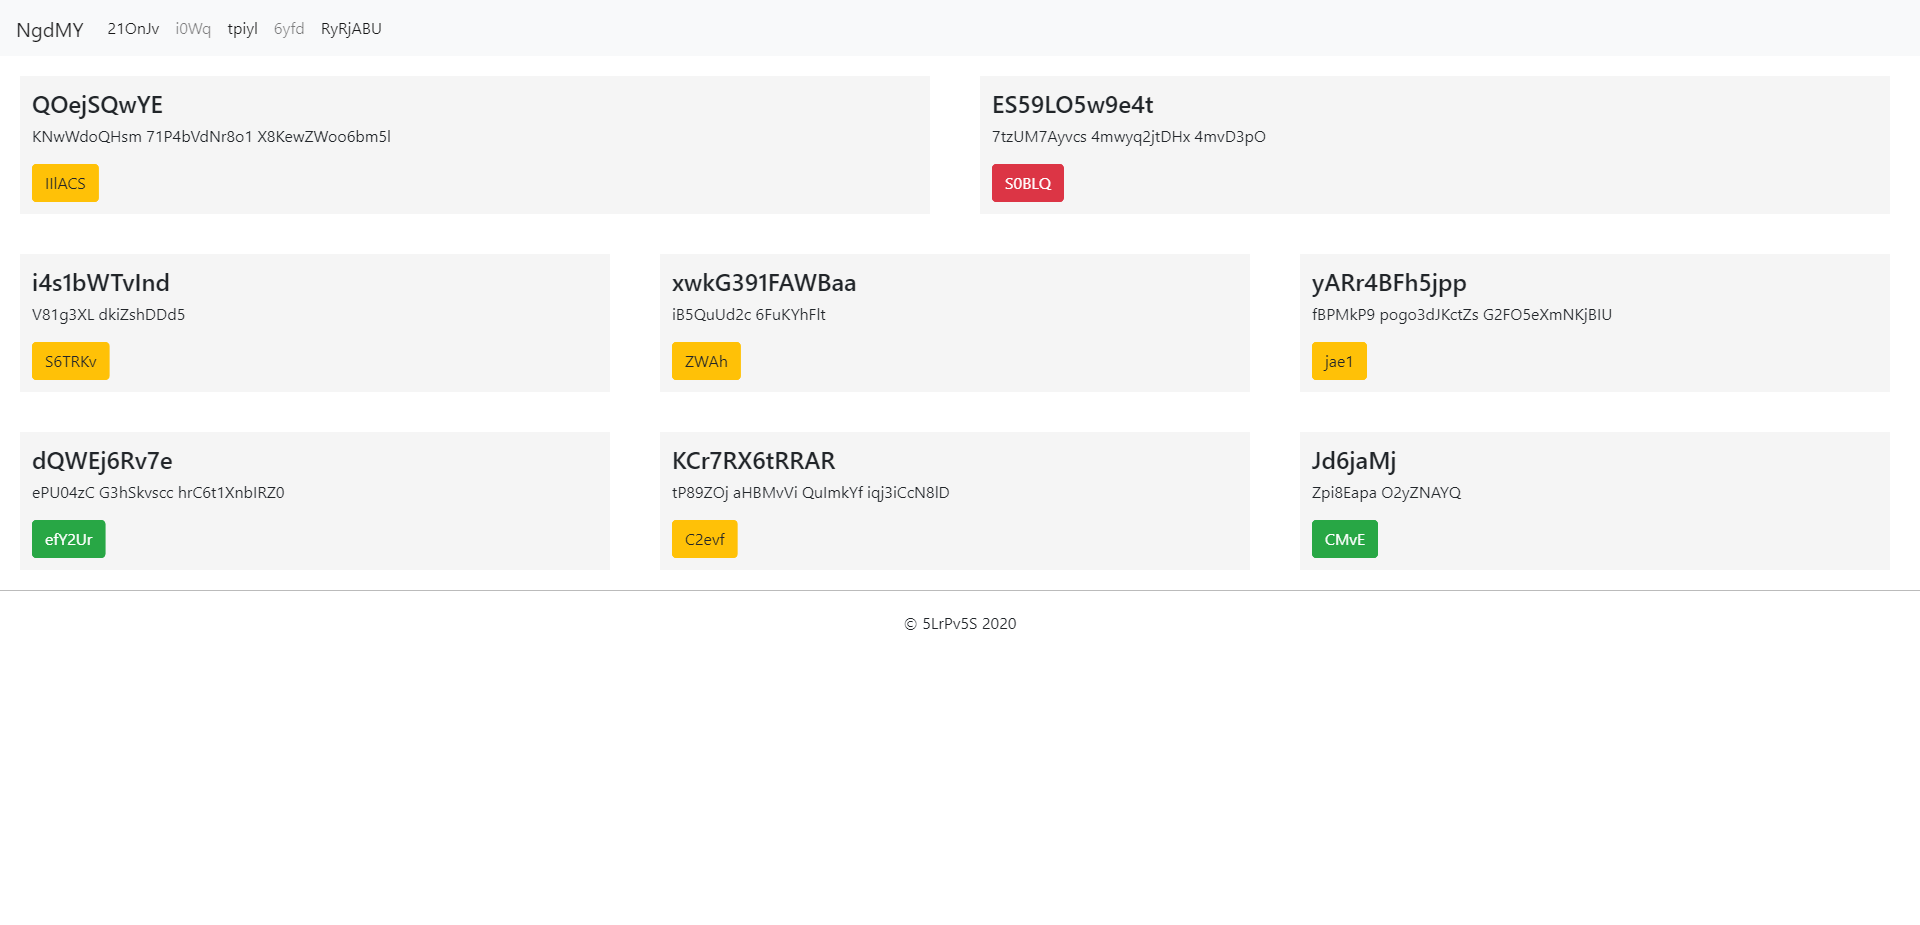 NgdMY 21OnJv i0Wq tpiyl 6yfd RyRjABU
QOejSQwYE
KNwWdoQHsm 71P4bVdNr8o1 X8KewZWoo6bm5l
IIlACS
ES59LO5w9e4t
7tzUM7Ayvcs 4mwyq2jtDHx 4mvD3pO
S0BLQ
i4s1bWTvInd
V81g3XL dkiZshDDd5
S6TRKv
xwkG391FAWBaa
iB5QuUd2c 6FuKYhFlt
ZWAh
yARr4BFh5jpp
fBPMkP9 pogo3dJKctZs G2FO5eXmNKjBIU
jae1
dQWEj6Rv7e
ePU04zC G3hSkvscc hrC6t1XnbIRZ0
efY2Ur
KCr7RX6tRRAR
tP89ZOj aHBMvVi QuImkYf iqj3iCcN8lD
C2evf
Jd6jaMj
Zpi8Eapa O2yZNAYQ
CMvE
© 5LrPv5S 2020